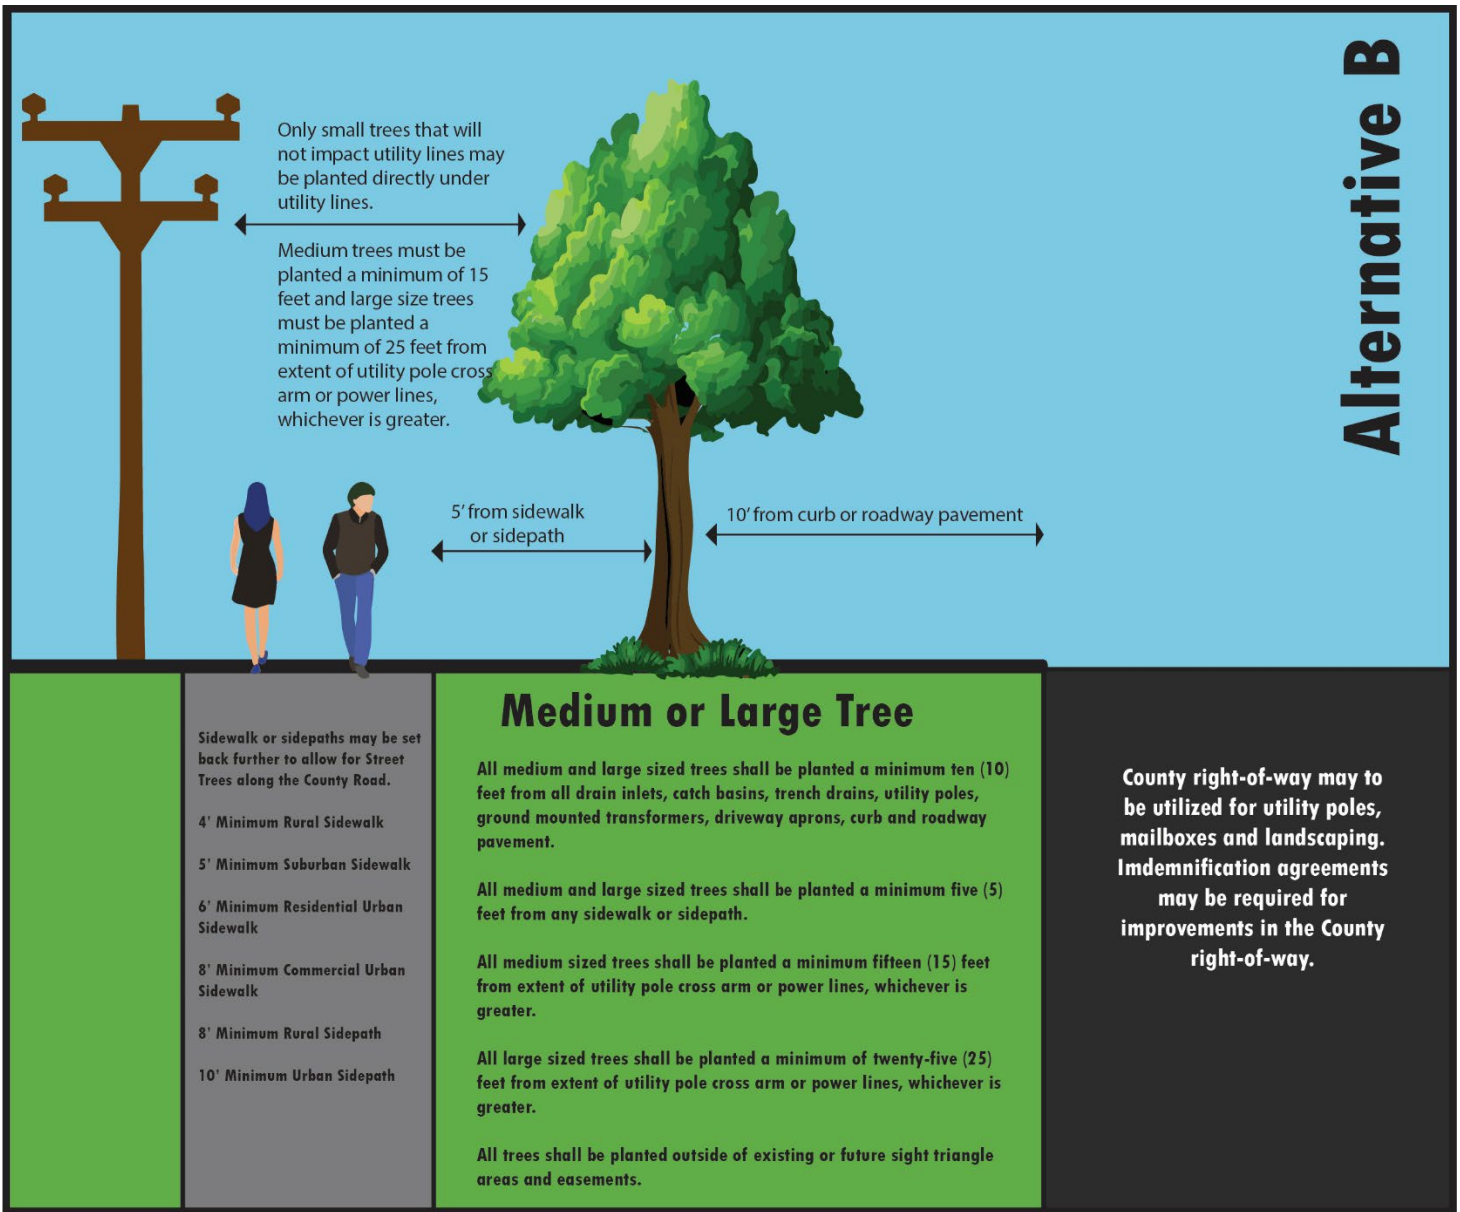 Alternative B
Only small trees that will
not impact utility lines may
be planted directly under
utility lines.
Medium trees must be
planted a minimum of 15
feet and large size trees
must be planted a
minimum of 25 feet from
extent of utility pole cross
arm or power lines,
whichever is greater.
5' from sidewalk
or sidepath
10' from curb or roadway pavement
Sidewalk or sidepaths may be set
back further to allow for Street
Trees along the County Road.
4' Minimum Rural Sidewalk
5' Minimum Suburban Sidewalk
6' Minimum Residential Urban
Sidewalk
8' Minimum Commercial Urban
Sidewalk
8' Minimum Rural Sidepath
10' Minimum Urban Sidepath
Medium or Large Tree
All medium and large sized trees shall be planted a minimum ten (10)
feet from all drain inlets, catch basins, trench drains, utility poles,
ground mounted transformers, driveway aprons, curb and roadway
pavement.
All medium and large sized trees shall be planted a minimum five (5)
feet from any sidewalk or sidepath.
All medium sized trees shall be planted a minimum fifteen (15) feet
from extent of utility pole cross arm or power lines, whichever is
greater.
All large sized trees shall be planted a minimum of twenty-five (25)
feet from extent of utility pole cross arm or power lines, whichever is
greater.
All trees shall be planted outside of existing or future sight triangle
areas and easements.
County right-of-way may to
be utilized for utility poles,
mailboxes and landscaping.
Imdemnification agreements
may be required for
improvements in the County
right-of-way.